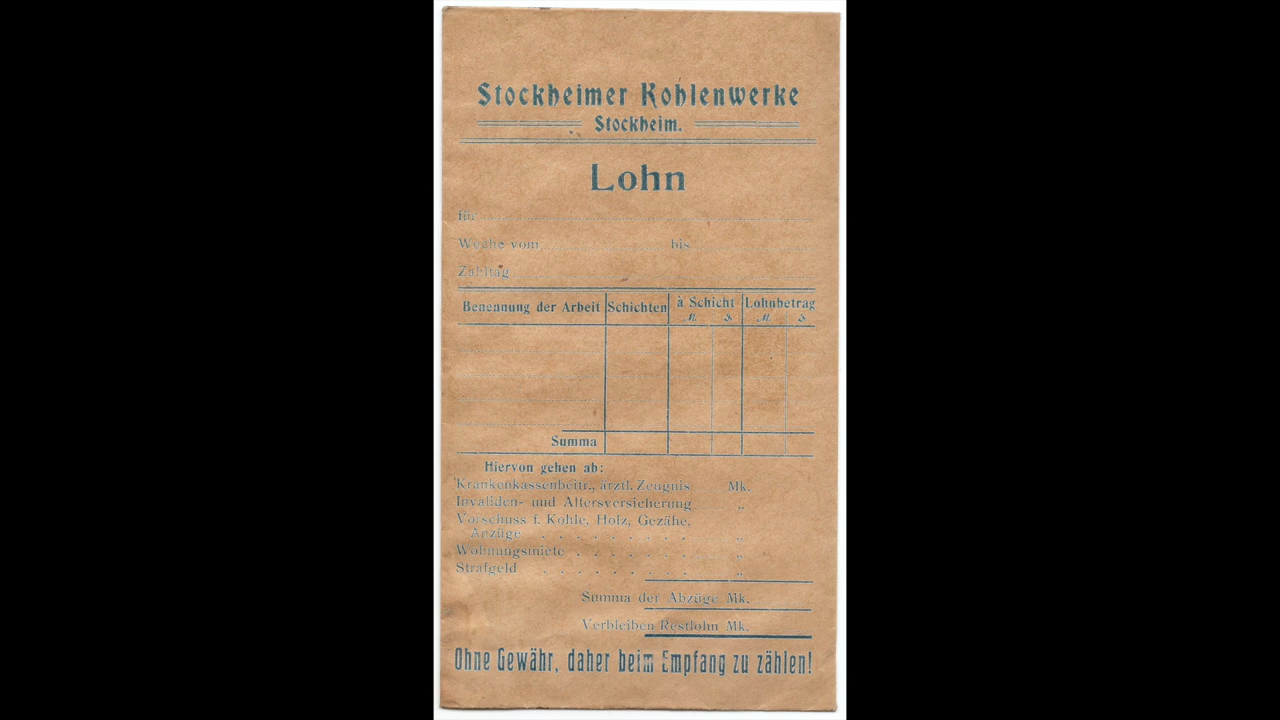 Stockheimer Kohlenwerke
Stockheim.
Lohn
für
Woche vom bis
Zahltag
Benennung der Arbeit Schichten à Schicht Lohnbetrag
M. S. M. S.
Summa
Hiervon gehen ab:
Krankenkassenbeitr., ärztl. Zeugnis Mk.
Invaliden- und Altersversicherung „
Vorschuss f. Kohle, Holz, Gezähe,
Anzüge . . . . . . . . . „
Wohnungsmiete . . . . . . . „
Strafgeld . . . . . . . . . „
Summa der Abzüge Mk.
Verbleiben Restlohn Mk.
Ohne Gewähr, daher beim Empfang zu zählen!